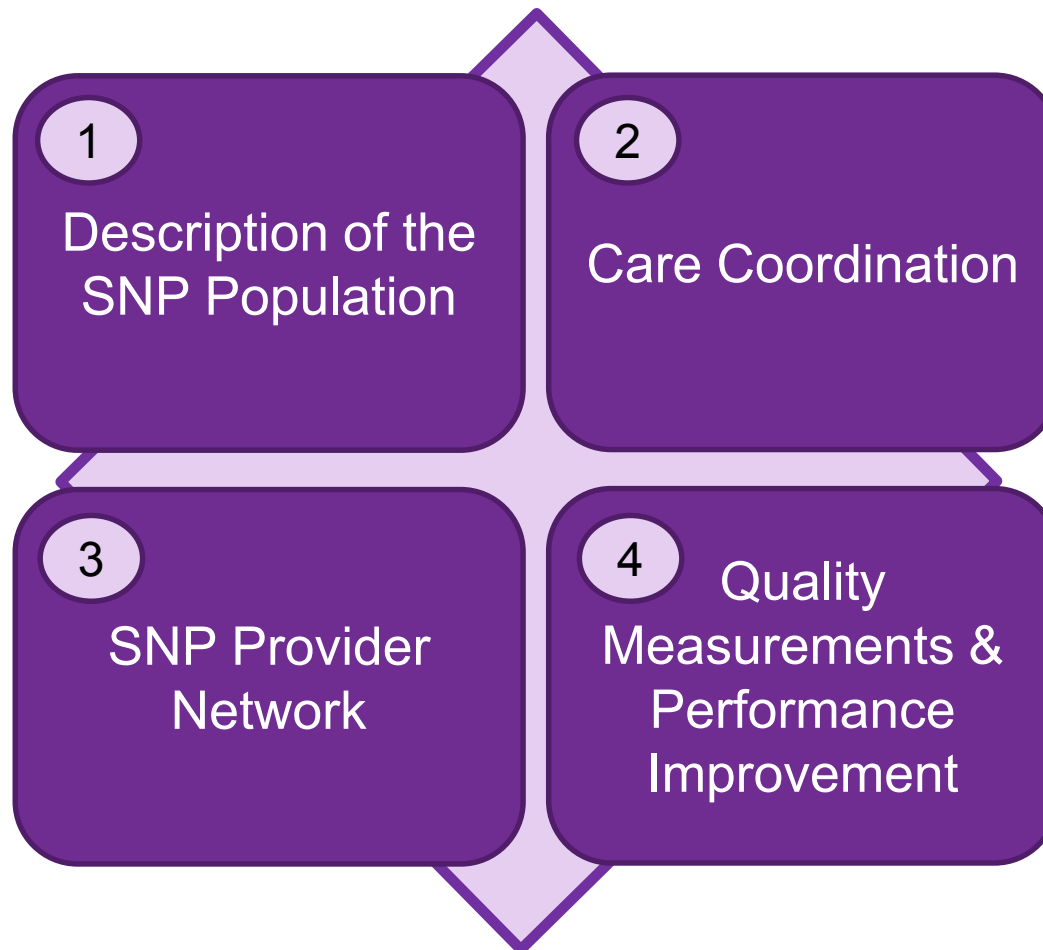 1
Description of the
SNP Population
2
Care Coordination
3
SNP Provider
Network
4
Quality
Measurements &
Performance
Improvement